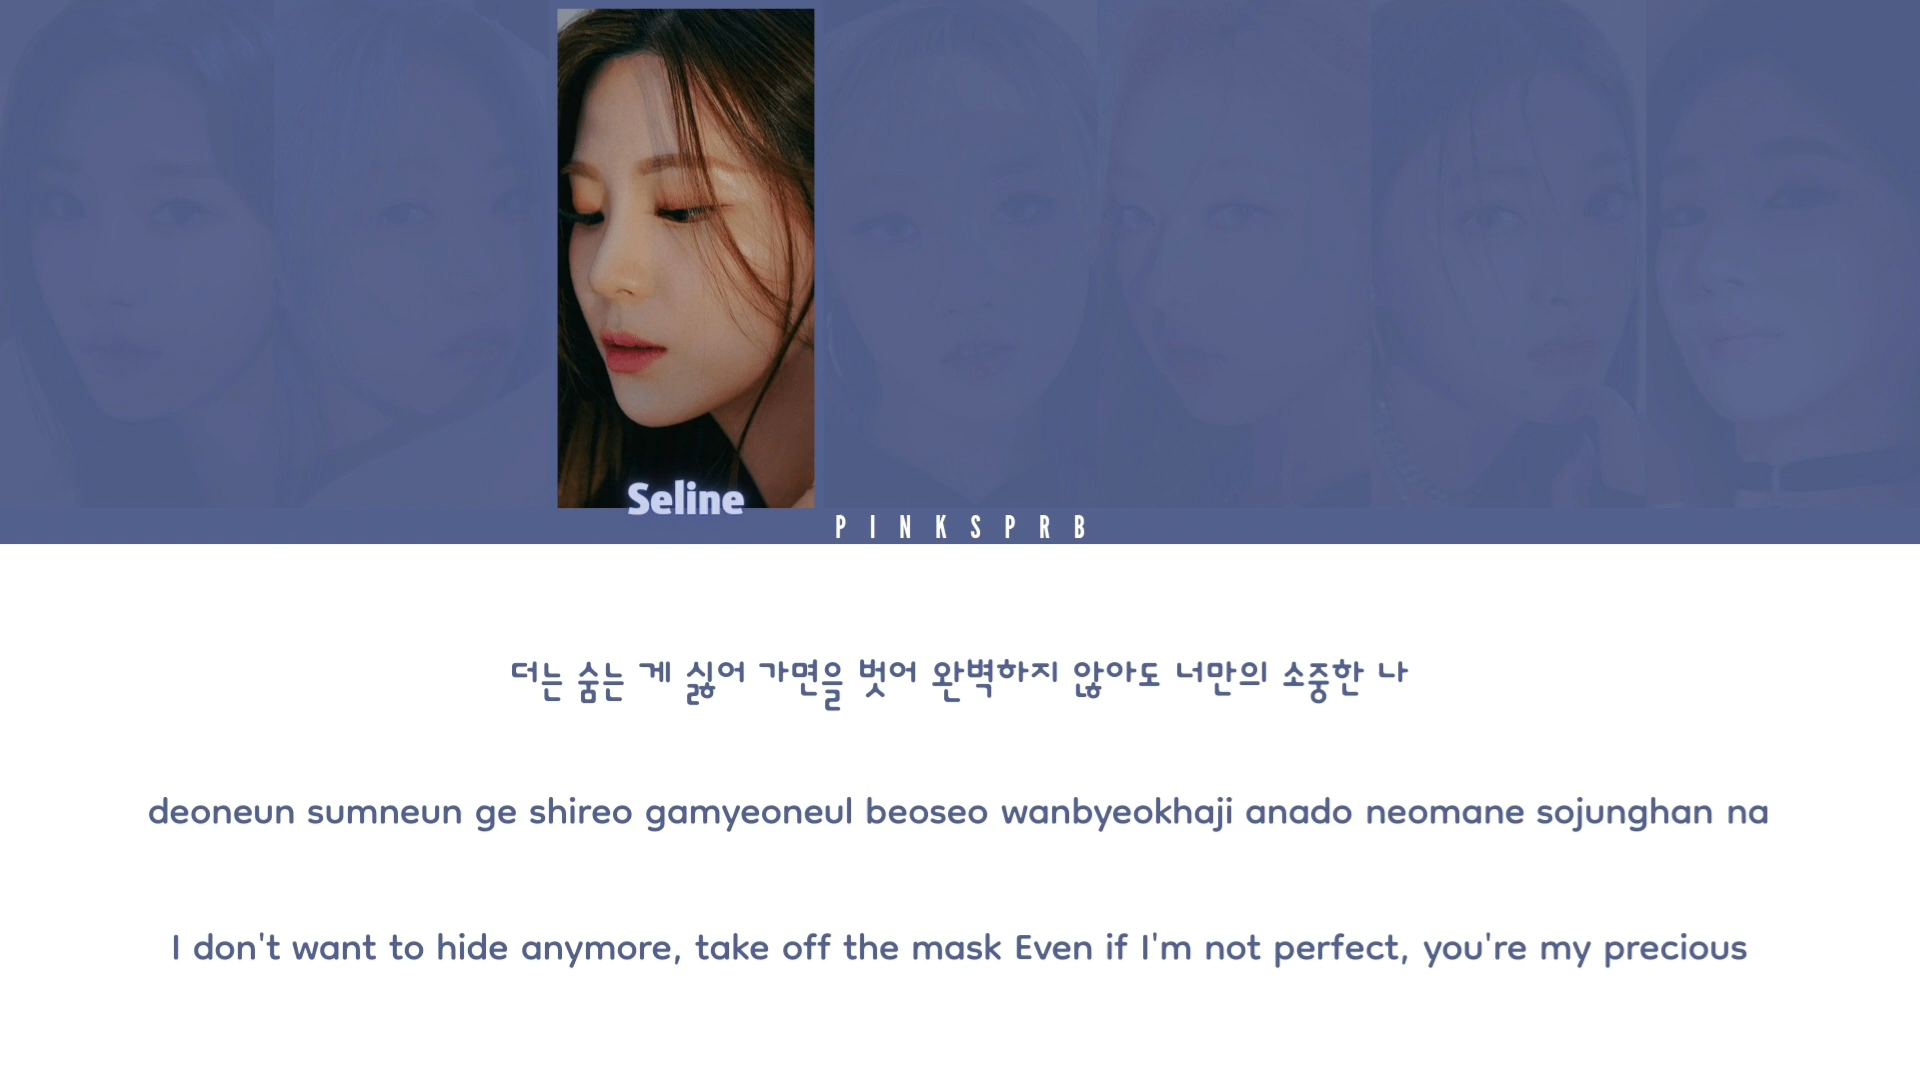 Seline
PINKSPRB
더는 숨는 게 싫어 가면을 벗어 완벽하지 않아도 너만의 소중한 나
deoneun sumneun ge shireo gamyeoneul beoseo wanbyeokhaji anado neomane sojunghan na
I don't want to hide anymore, take off the mask Even if I'm not perfect, you're my precious